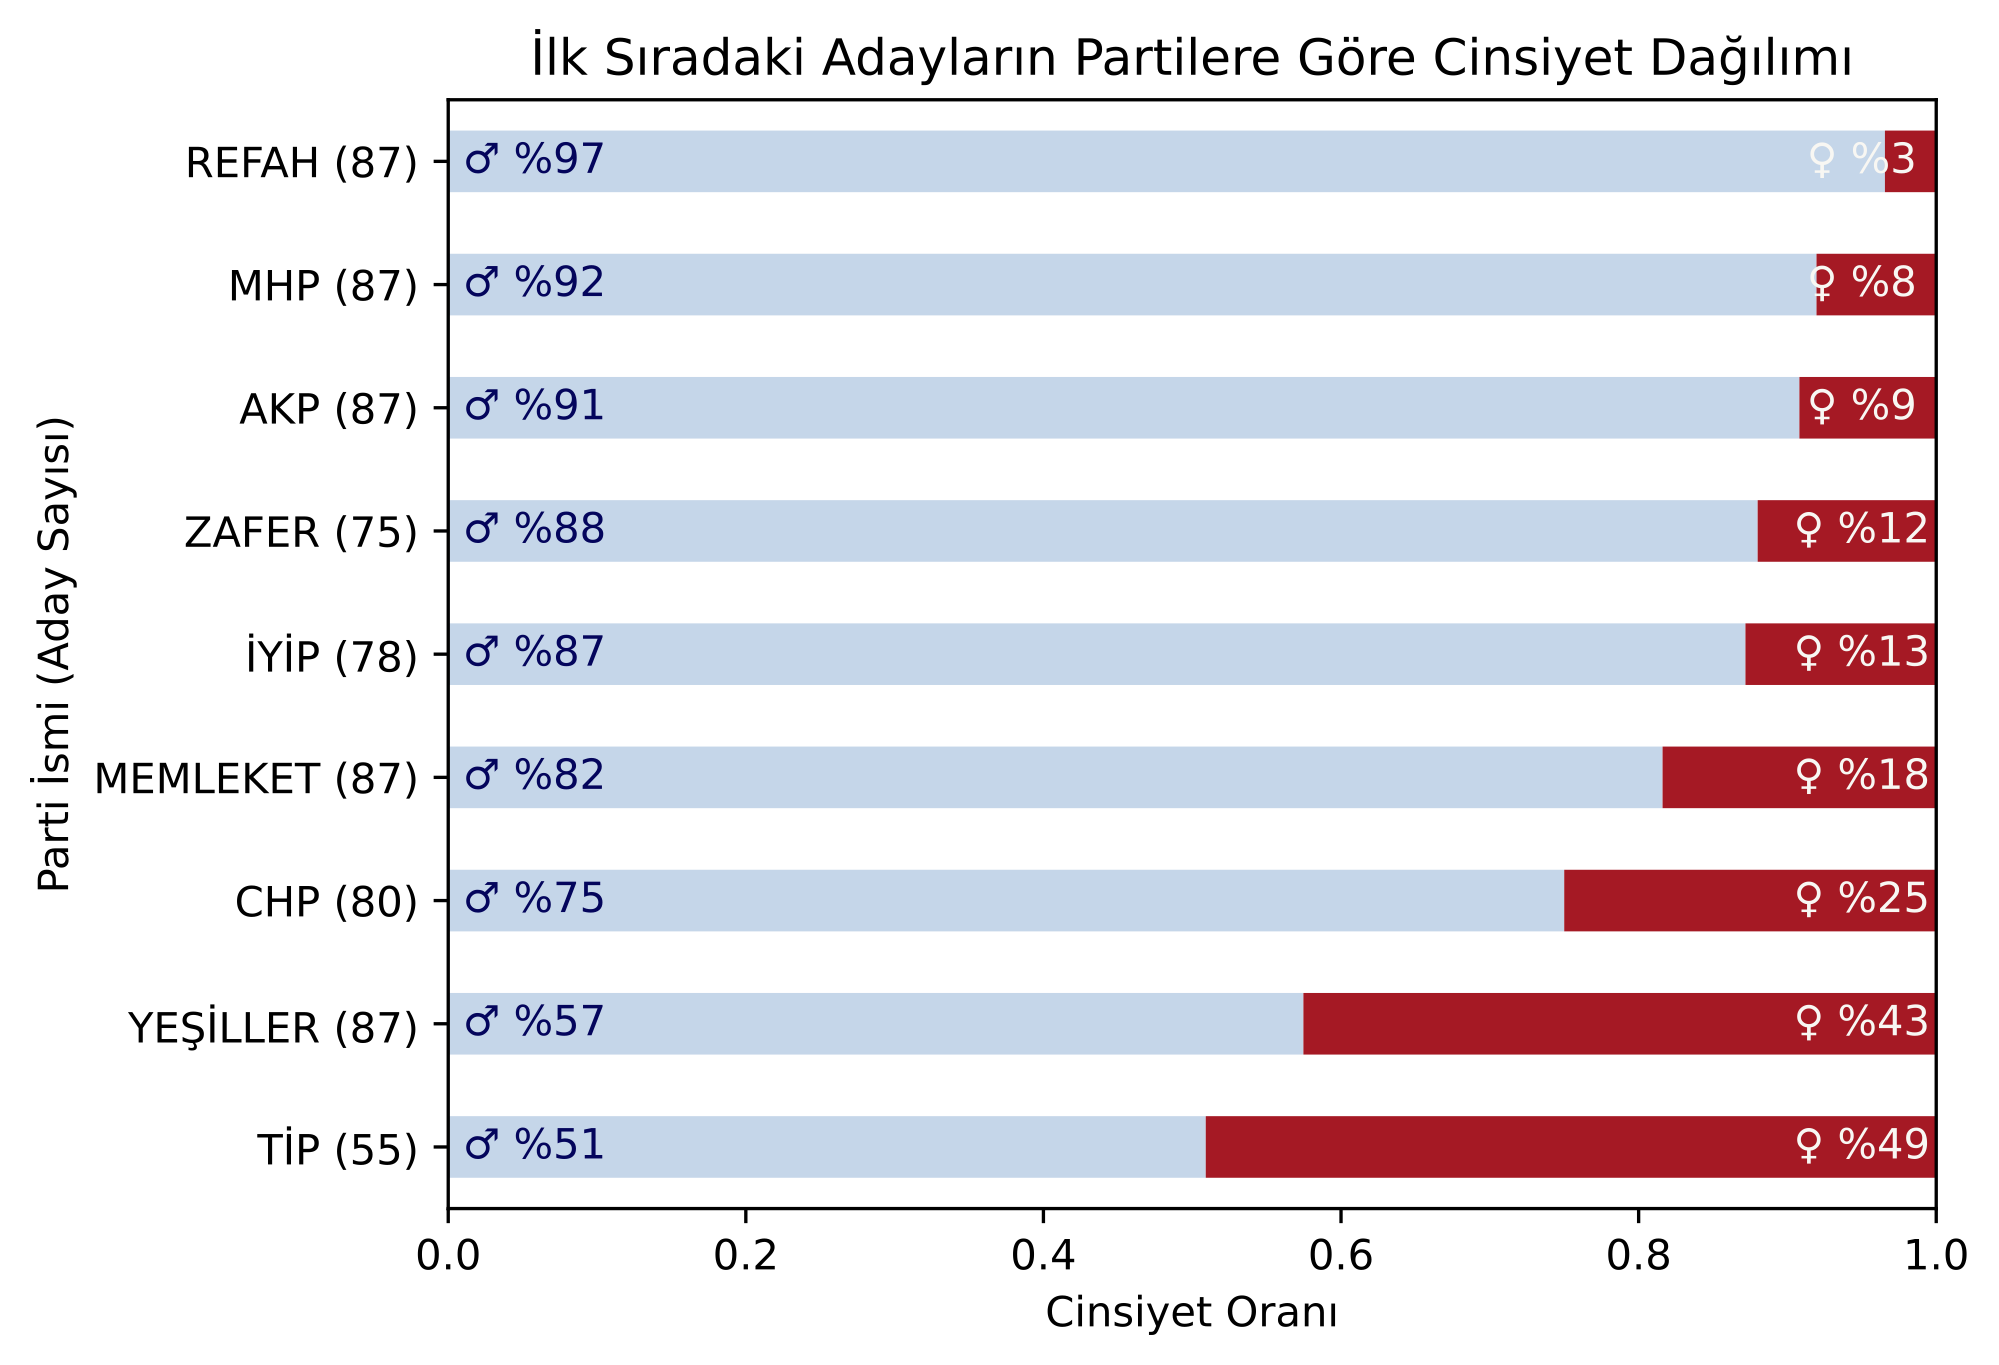 İlk Sıradaki Adayların Partilere Göre Cinsiyet Dağılımı
Parti İsmi (Aday Sayısı)
REFAH (87) ♂ %97 ♀ %3
MHP (87) ♂ %92 ♀ %8
AKP (87) ♂ %91 ♀ %9
ZAFER (75) ♂ %88 ♀ %12
İYİP (78) ♂ %87 ♀ %13
MEMLEKET (87) ♂ %82 ♀ %18
CHP (80) ♂ %75 ♀ %25
YEŞİLLER (87) ♂ %57 ♀ %43
TİP (55) ♂ %51 ♀ %49
0.0 0.2 0.4 0.6 0.8 1.0
Cinsiyet Oranı